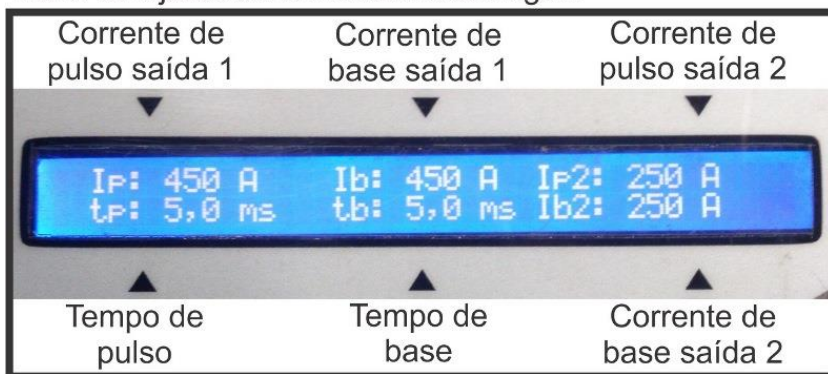 Corrente de
pulso saída 1
Corrente de
base saída 1
Corrente de
pulso saída 2
Ip: 450 A Ib: 450 A Ip2: 250 A
tp: 5,0 ms tb: 5,0 ms Ib2: 250 A
Tempo de
pulso
Tempo de
base
Corrente de
base saída 2